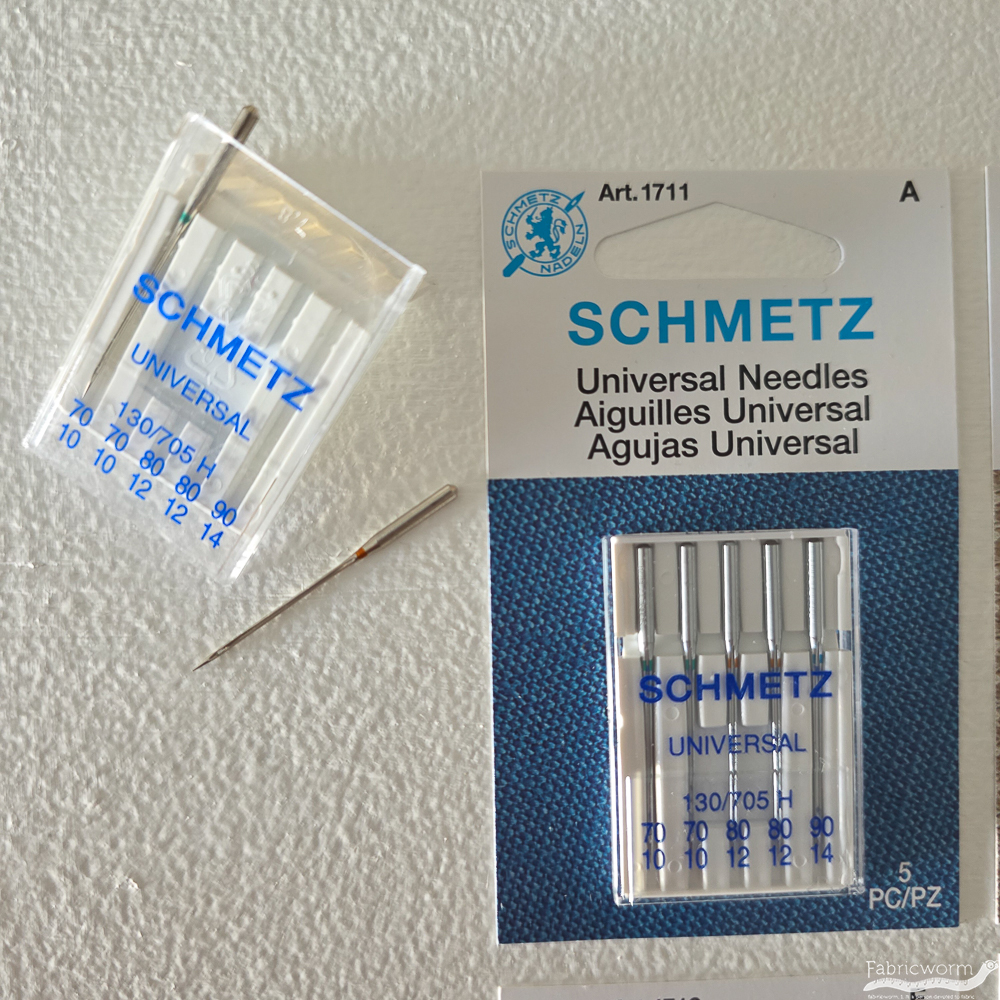 SCHMETZ
UNIVERSAL
130/705 H
70 70 80 80 90
10 10 12 12 14
SCHMETZ
NADELN
Art.1711
A
SCHMETZ
Universal Needles
Aiguilles Universal
Agujas Universal
SCHMETZ
UNIVERSAL
130/705 H
70 70 80 80 90
10 10 12 12 14
5
PC/PZ
Fabricworm